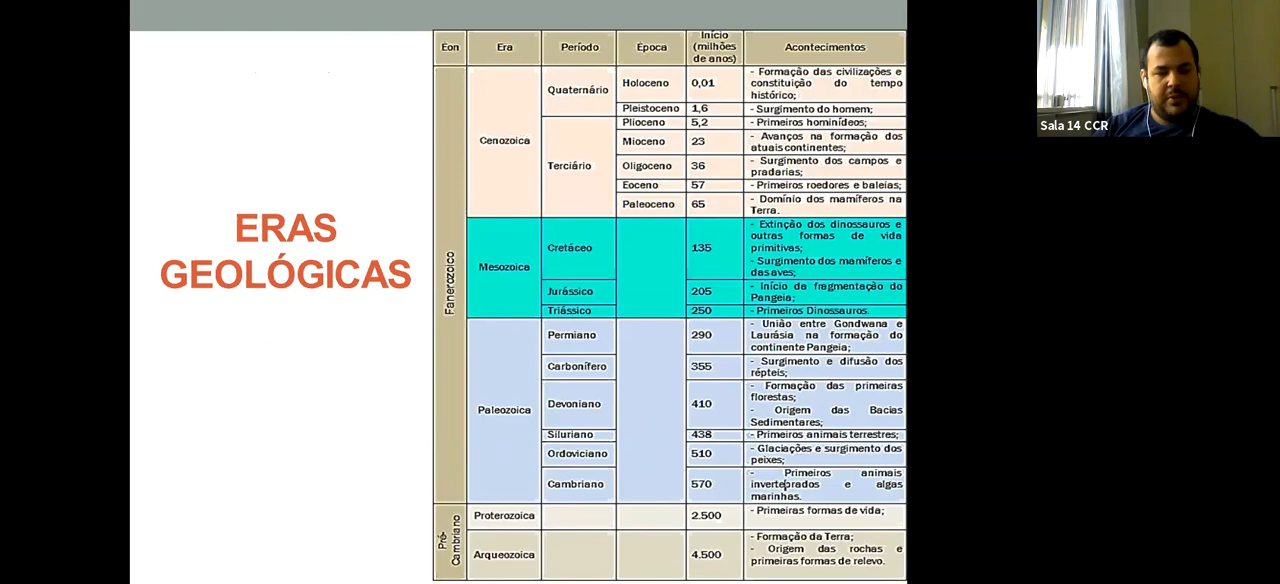 ERAS
GEOLÓGICAS
Éon
Era
Período
Época
Início
(milhões
de anos)
Acontecimentos
Fanerozoico
Cenozoica
Quaternário
Holoceno
0,01
- Formação das civilizações e
constituição do tempo
histórico;
Pleistoceno
1,6
- Surgimento do homem;
Terciário
Plioceno
5,2
- Primeiros hominídeos;
Mioceno
23
- Avanços na formação dos
atuais continentes;
Oligoceno
36
- Surgimento dos campos e
pradarias;
Eoceno
57
- Primeiros roedores e baleias;
Paleoceno
65
- Domínio dos mamíferos na
Terra.
Mesozoica
Cretáceo
135
- Extinção dos dinossauros e
outras formas de vida
primitivas;
- Surgimento dos mamíferos e
das aves;
Jurássico
205
- Início da fragmentação do
Pangeia;
Triássico
250
- Primeiros Dinossauros.
Paleozoica
Permiano
290
- União entre Gondwana e
Laurásia na formação do
continente Pangeia;
Carbonífero
355
- Surgimento e difusão dos
répteis;
Devoniano
410
- Formação das primeiras
florestas;
- Origem das Bacias
Sedimentares;
Siluriano
438
- Primeiros animais terrestres;
Ordoviciano
510
- Glaciações e surgimento dos
peixes;
Cambriano
570
- Primeiros animais
invertebrados e algas
marinhas.
Pré-
Cambriano
Proterozoica
2.500
- Primeiras formas de vida;
Arqueozoica
4.500
- Formação da Terra;
- Origem das rochas e
primeiras formas de relevo.
Sala 14 CCR